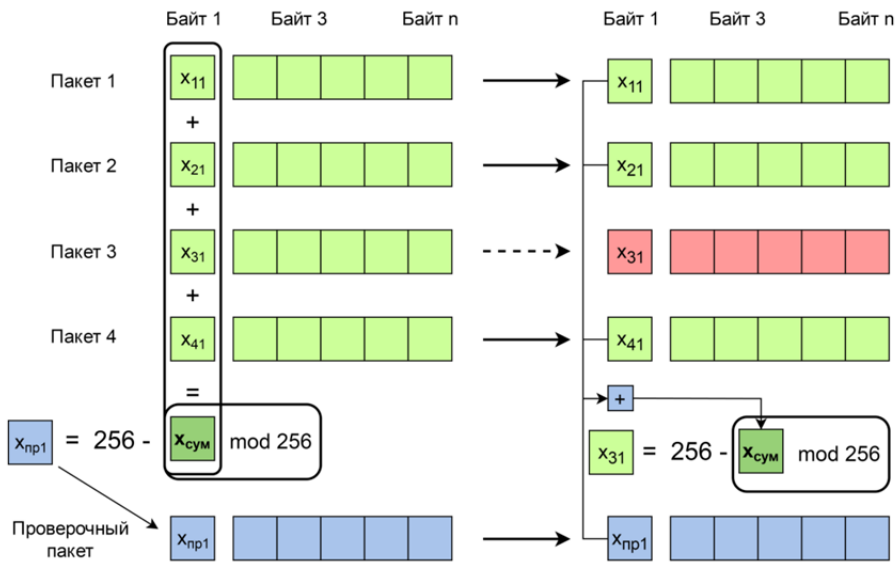 Байт 1 Байт 3 Байт n Байт 1 Байт 3 Байт n
Пакет 1 x11 x11
+
Пакет 2 x21 x21
+
Пакет 3 x31 x31
+
Пакет 4 x41 x41
= +
xпр1 = 256 - xсум mod 256 x31 = 256 - xсум mod 256
Проверочный
пакет xпр1 xпр1